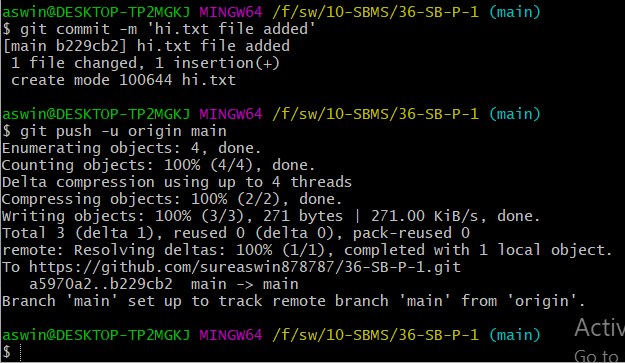 aswin@DESKTOP-TP2MGKJ MINGW64 /f/sw/10-SBMS/36-SB-P-1 (main)
$ git commit -m 'hi.txt file added'
[main b229cb2] hi.txt file added
 1 file changed, 1 insertion(+)
 create mode 100644 hi.txt

aswin@DESKTOP-TP2MGKJ MINGW64 /f/sw/10-SBMS/36-SB-P-1 (main)
$ git push -u origin main
Enumerating objects: 4, done.
Counting objects: 100% (4/4), done.
Delta compression using up to 4 threads
Compressing objects: 100% (2/2), done.
Writing objects: 100% (3/3), 271 bytes | 271.00 KiB/s, done.
Total 3 (delta 1), reused 0 (delta 0), pack-reused 0
remote: Resolving deltas: 100% (1/1), completed with 1 local object.
To https://github.com/sureaswin878787/36-SB-P-1.git
   a5970a2..b229cb2  main -> main
Branch 'main' set up to track remote branch 'main' from 'origin'.

aswin@DESKTOP-TP2MGKJ MINGW64 /f/sw/10-SBMS/36-SB-P-1 (main)
$
Activ
Go to